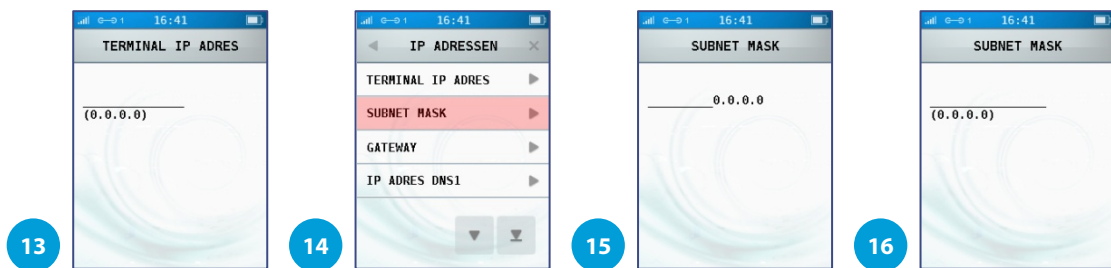 16:41
TERMINAL IP ADRES
(0.0.0.0)
13
16:41
IP ADRESSEN
TERMINAL IP ADRES
SUBNET MASK
GATEWAY
IP ADRES DNS1
14
16:41
SUBNET MASK
0.0.0.0
15
16:41
SUBNET MASK
(0.0.0.0)
16